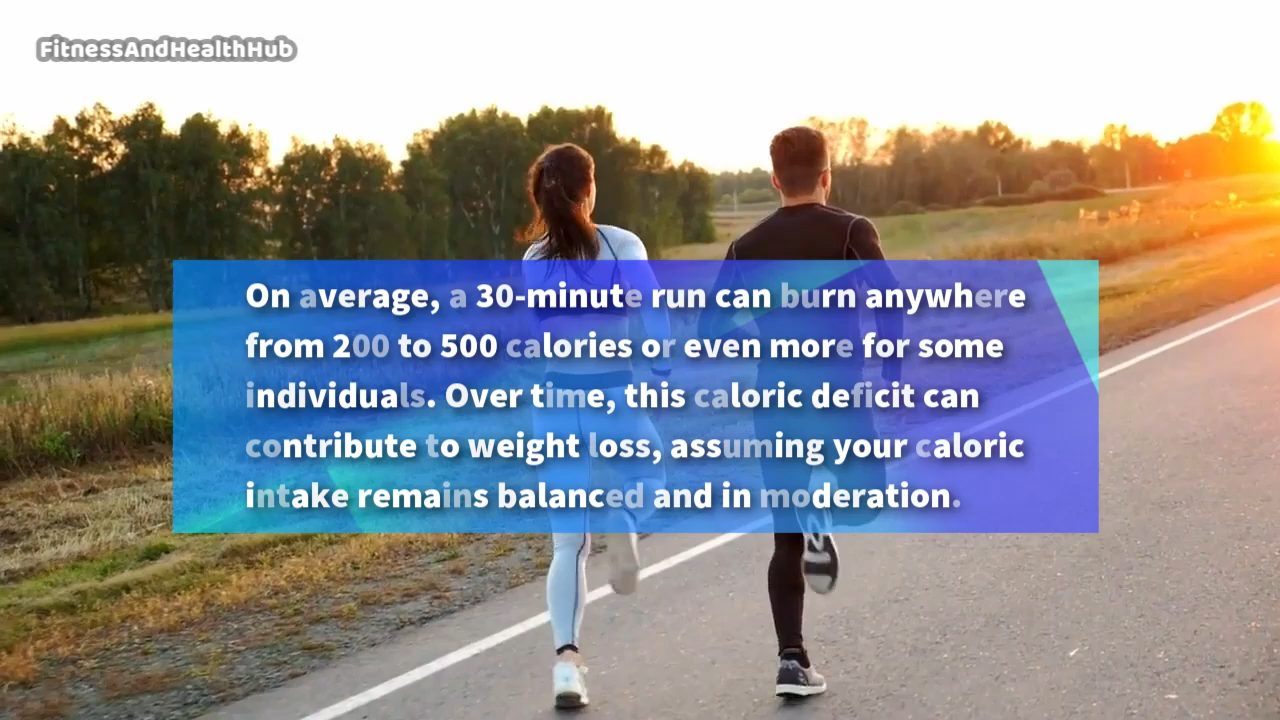 FitnessAndHealthHub
On average, a 30-minute run can burn anywhere
from 200 to 500 calories or even more for some
individuals. Over time, this caloric deficit can
contribute to weight loss, assuming your caloric
intake remains balanced and in moderation.